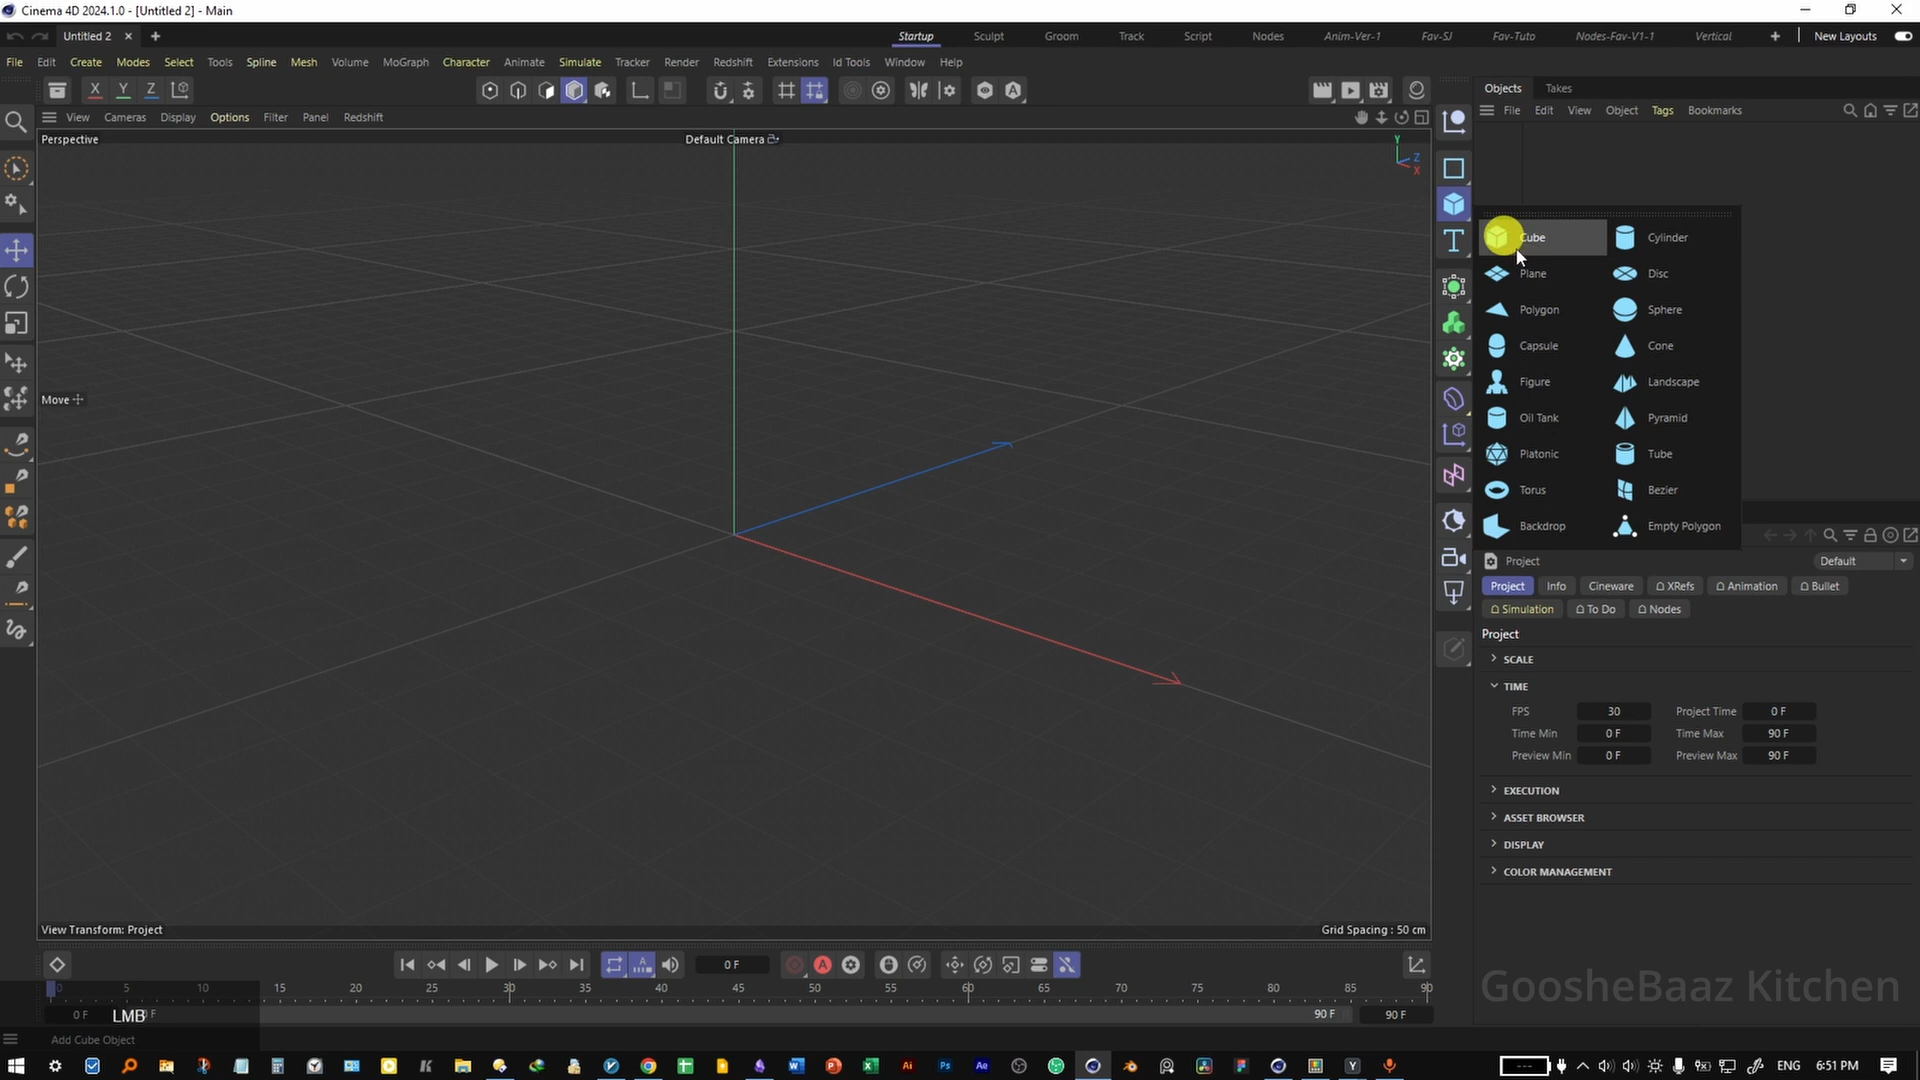 Cinema 4D 2024.1.0 - [Untitled 2] - Main
Untitled 2
Startup Sculpt Groom Track Script Nodes Anim-Ver-1 Fav-SJ Fav-Tuto Nodes-Fav-V1-1 Vertical New Layouts
File Edit Create Modes Select Tools Spline Mesh Volume MoGraph Character Animate Simulate Tracker Render Redshift Extensions Id Tools Window Help
X Y Z
Objects Takes
View Cameras Display Options Filter Panel Redshift
File Edit View Object Tags Bookmarks
Perspective
Default Camera
Y
Z
X
Cube Cylinder
Plane Disc
Polygon Sphere
Capsule Cone
Figure Landscape
Oil Tank Pyramid
Platonic Tube
Torus Bezier
Backdrop Empty Polygon
Move
Project Default
Project Info Cineware XRefs Animation Bullet
Simulation To Do Nodes
Project
SCALE
TIME
FPS 30 Project Time 0 F
Time Min 0 F Time Max 90 F
Preview Min 0 F Preview Max 90 F
EXECUTION
ASSET BROWSER
DISPLAY
COLOR MANAGEMENT
View Transform: Project
Grid Spacing : 50 cm
0 F
0 5 10 15 20 25 30 35 40 45 50 55 60 65 70 75 80 85 90
0 F LMB 90 F 90 F
GoosheBaaz Kitchen
Add Cube Object
ENG 6:51 PM